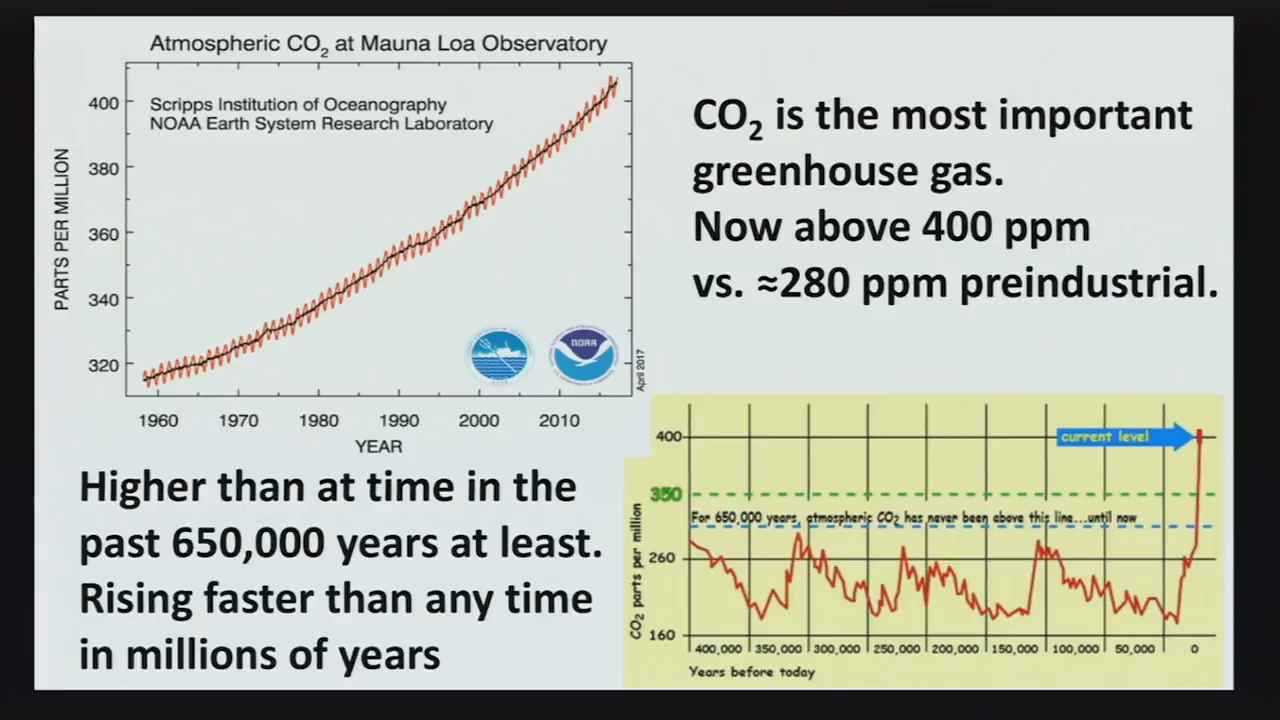 Atmospheric CO₂ at Mauna Loa Observatory
Scripps Institution of Oceanography
NOAA Earth System Research Laboratory
PARTS PER MILLION
400
380
360
340
320
1960 1970 1980 1990 2000 2010
YEAR
NOAA
April 2017
CO₂ is the most important
greenhouse gas.
Now above 400 ppm
vs. ≈280 ppm preindustrial.
Higher than at time in the
past 650,000 years at least.
Rising faster than any time
in millions of years
CO₂ parts per million
400
350
260
160
current level
For 650,000 years, atmospheric CO₂ has never been above this line...until now
400,000 350,000 300,000 250,000 200,000 150,000 100,000 50,000 0
Years before today